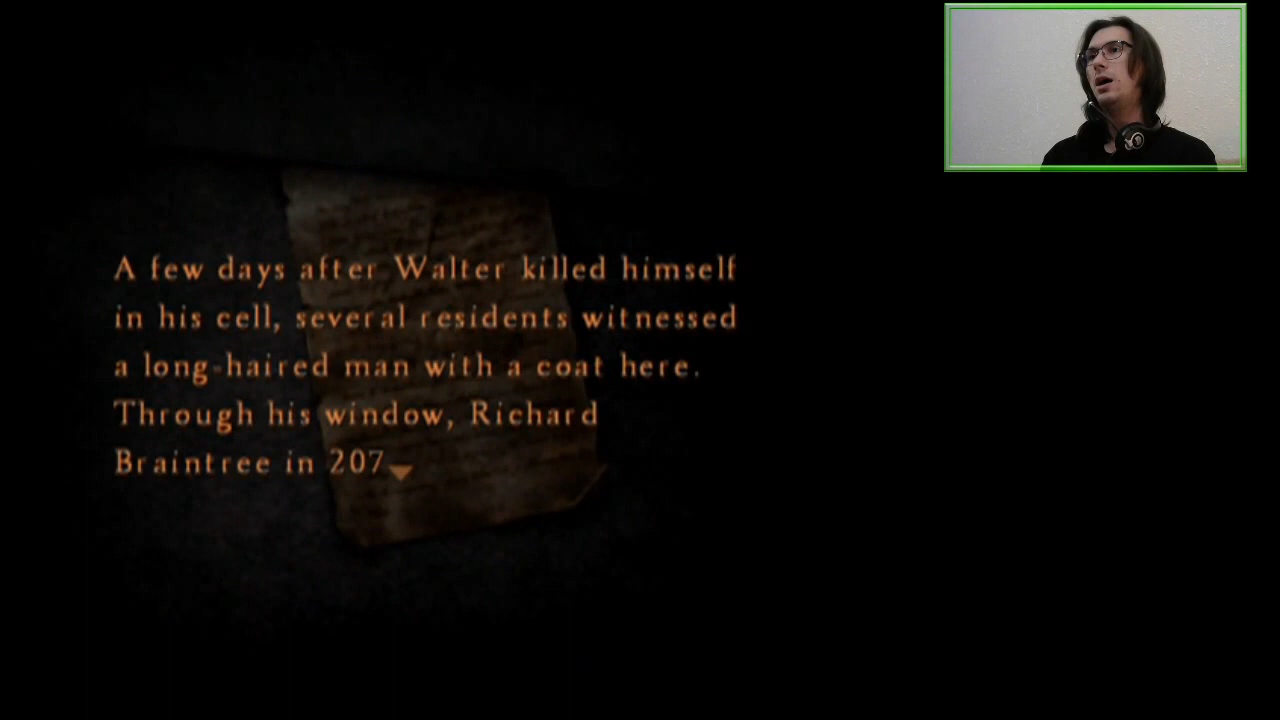 A few days after Walter killed himself
in his cell, several residents witnessed
a long-haired man with a coat here.
Through his window, Richard
Braintree in 207